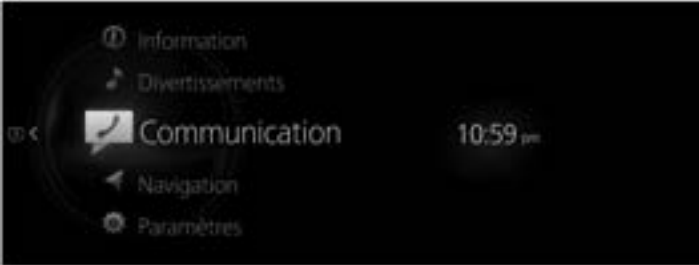 Information
Divertissements
Communication
10:59 pm
Navigation
Paramètres